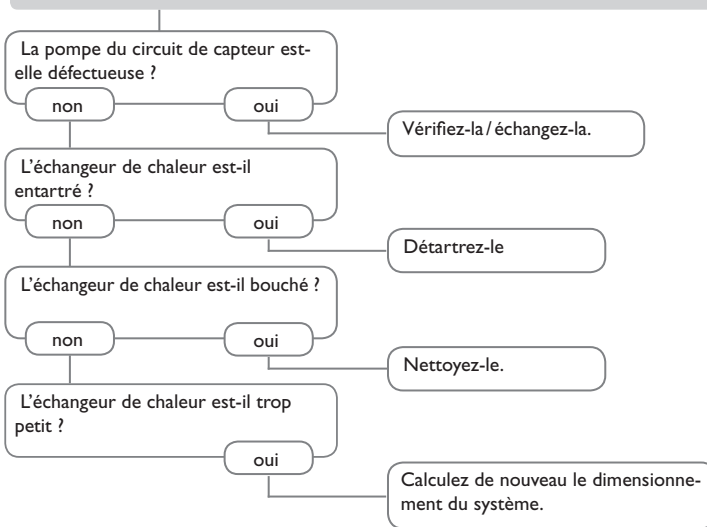 La pompe du circuit de capteur est-
elle défectueuse ?
non
oui
Vérifiez-la / échangez-la.
L’échangeur de chaleur est-il
entartré ?
non
oui
Détartrez-le
L’échangeur de chaleur est-il bouché ?
non
oui
Nettoyez-le.
L’échangeur de chaleur est-il trop
petit ?
oui
Calculez de nouveau le dimensionne-
ment du système.